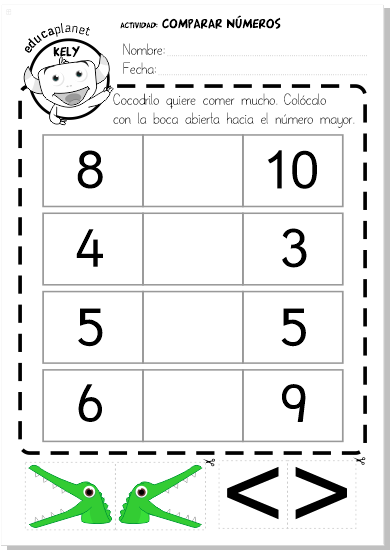 educaplanet
KELY
ACTIVIDAD: COMPARAR NÚMEROS
Nombre:
Fecha:
Cocodrilo quiere comer mucho. Colócalo
con la boca abierta hacia el número mayor.
8 10
4 3
5 5
6 9
< >